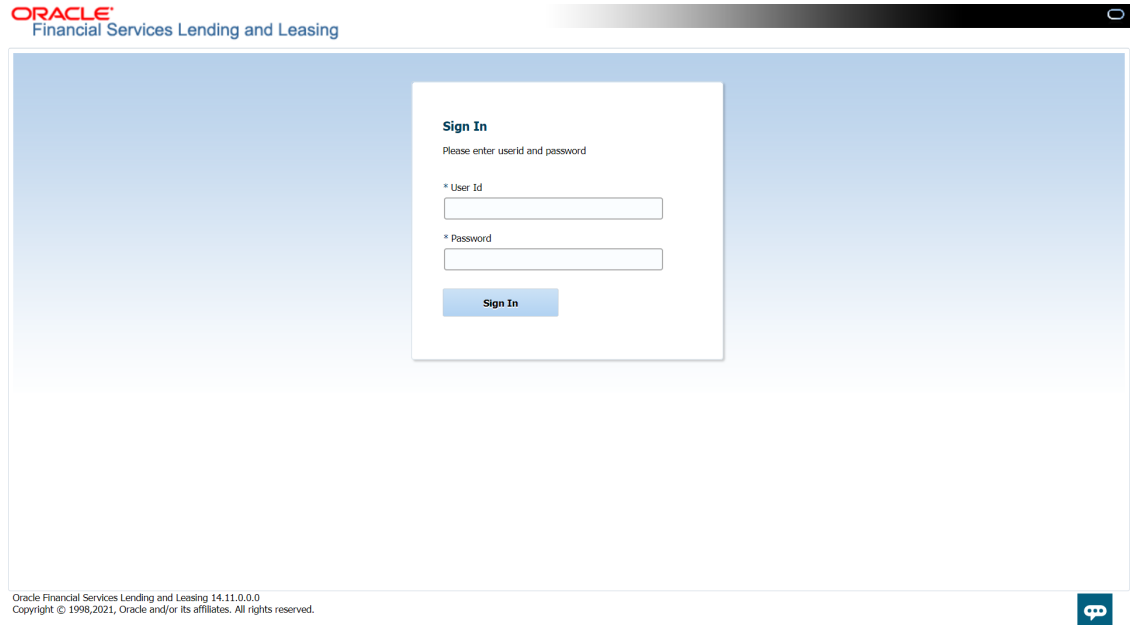 ORACLE®
Financial Services Lending and Leasing
Sign In
Please enter userid and password
* User Id
* Password
Sign In
Oracle Financial Services Lending and Leasing 14.11.0.0.0
Copyright © 1998,2021, Oracle and/or its affiliates. All rights reserved.